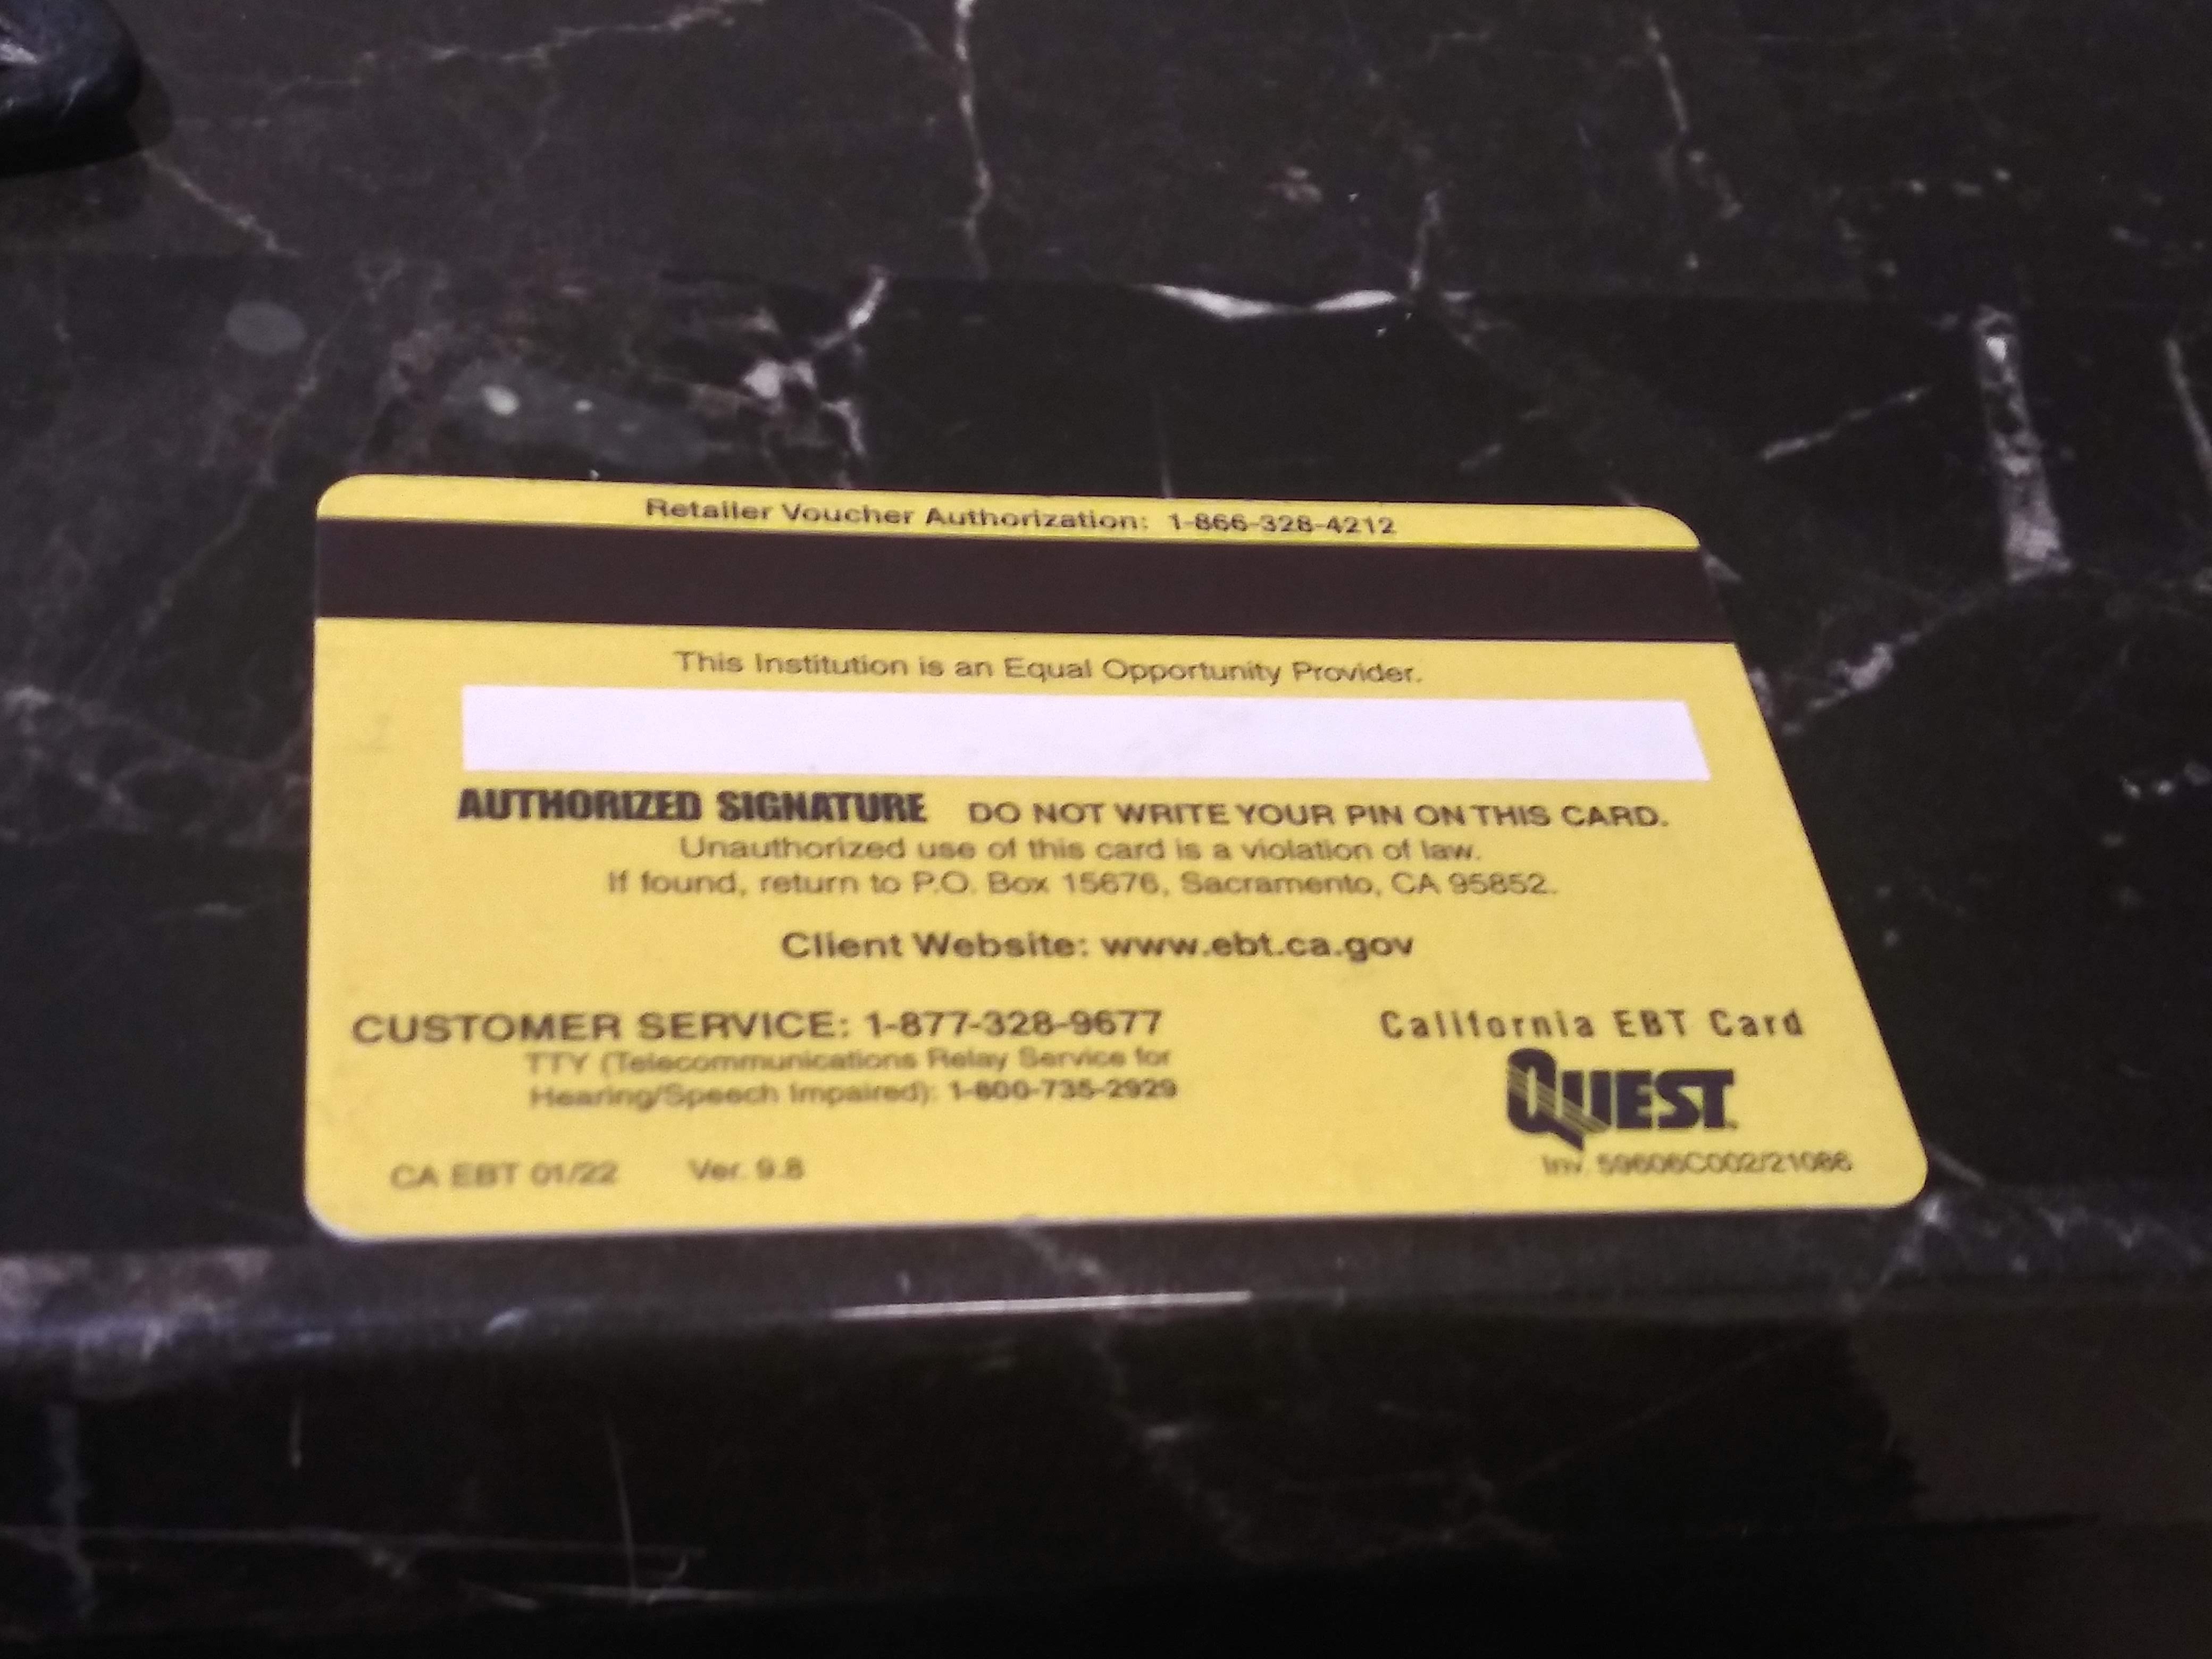 Retailer Voucher Authorization: 1-866-328-4212
This Institution is an Equal Opportunity Provider.
AUTHORIZED SIGNATURE DO NOT WRITE YOUR PIN ON THIS CARD.
Unauthorized use of this card is a violation of law.
If found, return to P.O. Box 15676, Sacramento, CA 95852.
Client Website: www.ebt.ca.gov
CUSTOMER SERVICE: 1-877-328-9677
TTY (Telecommunications Relay Service for
Hearing/Speech Impaired): 1-800-735-2929
California EBT Card
QUEST
CA EBT 01/22 Ver. 9.8
Inv. 59606C002/21086